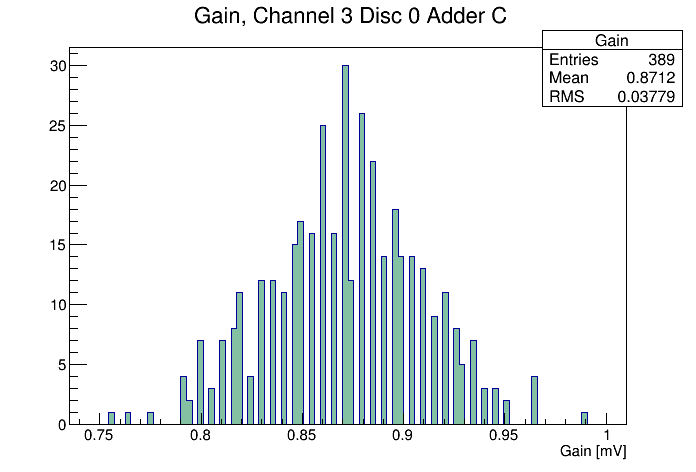 Gain, Channel 3 Disc 0 Adder C
Gain
Entries 389
Mean 0.8712
RMS 0.03779
30
25
20
15
10
5
0
0.75 0.8 0.85 0.9 0.95 1
Gain [mV]